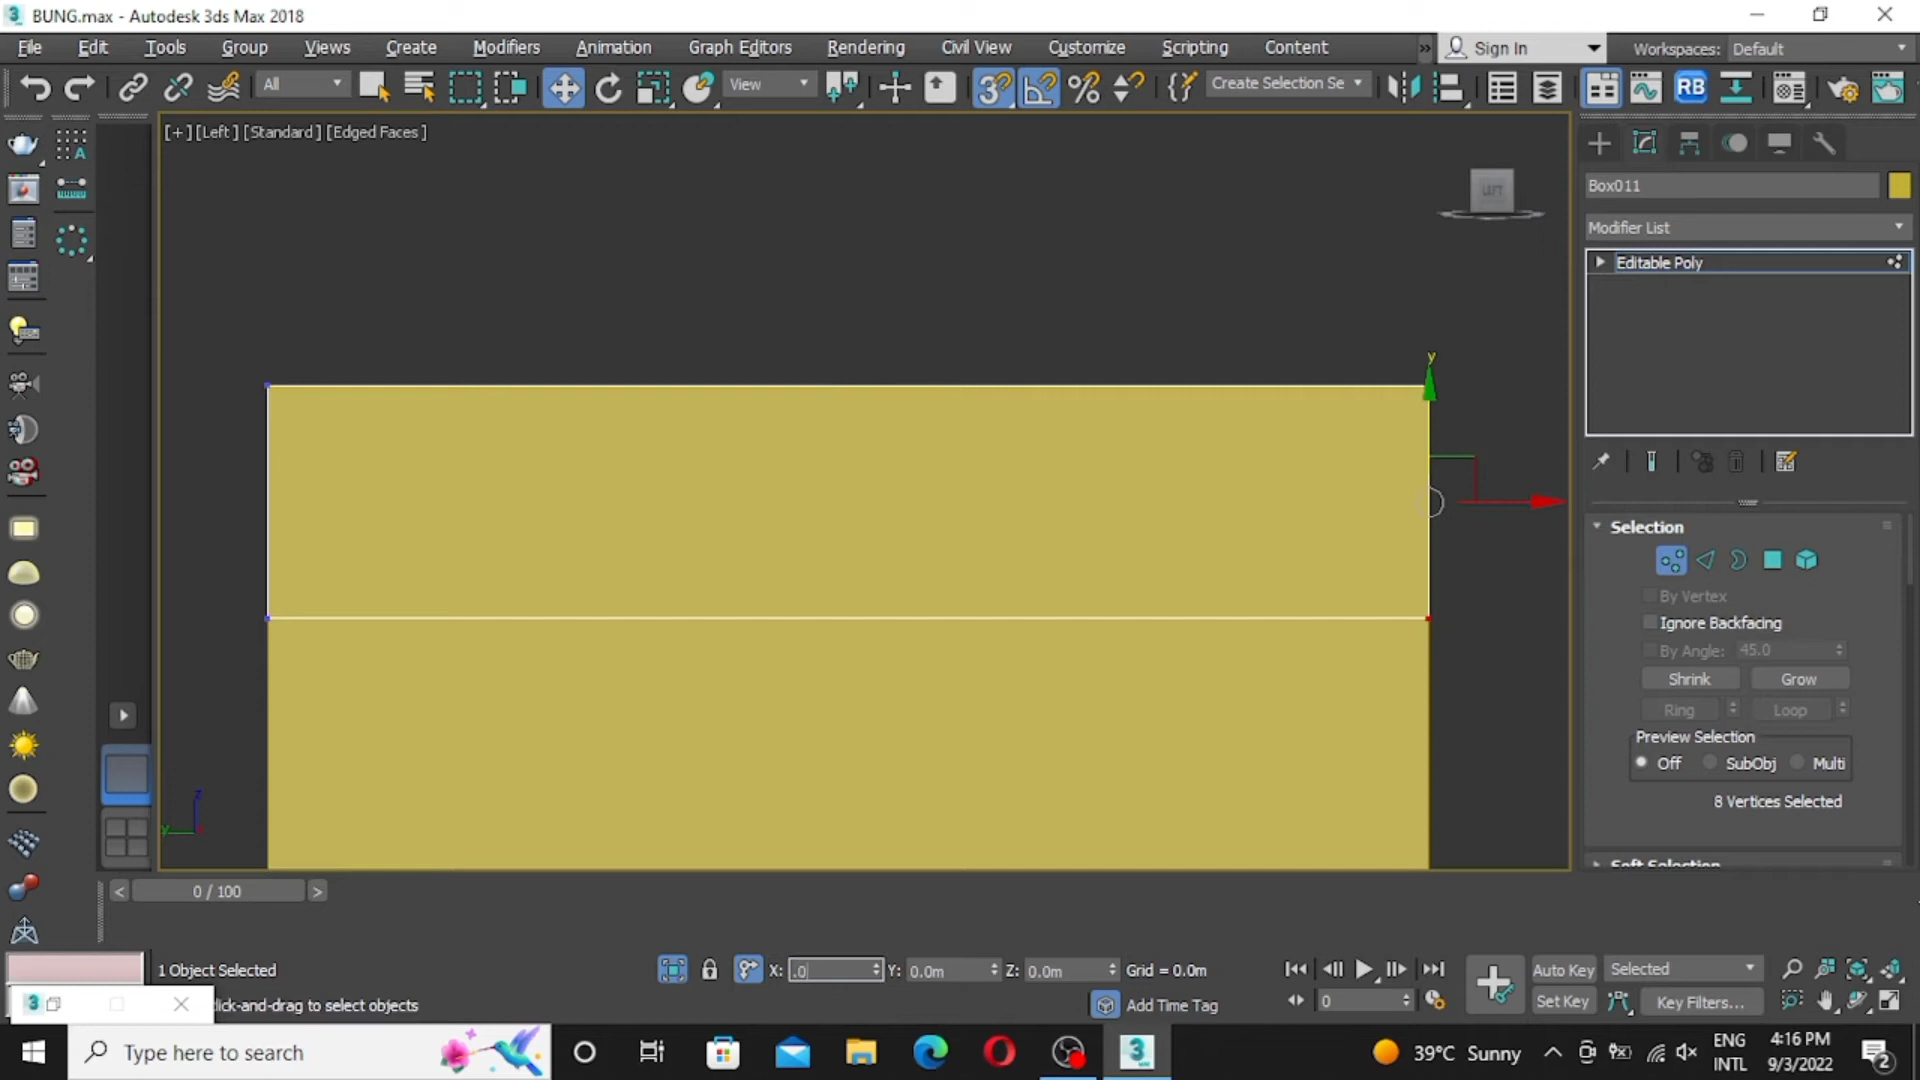 BUNG.max - Autodesk 3ds Max 2018
File Edit Tools Group Views Create Modifiers Animation Graph Editors Rendering Civil View Customize Scripting Content » Sign In Workspaces: Default
All View Create Selection Se RB
[+] [Left] [Standard] [Edged Faces]
LEFT
Box011
Modifier List
Editable Poly
y
Selection
By Vertex
Ignore Backfacing
By Angle: 45.0
Shrink Grow
Ring Loop
Preview Selection
Off SubObj Multi
8 Vertices Selected
z
y
< 0 / 100 >
1 Object Selected X: .0 Y: 0.0m Z: 0.0m Grid = 0.0m Auto Key Selected
lick-and-drag to select objects Add Time Tag 0 Set Key Key Filters...
Type here to search 39°C Sunny ENG INTL 4:16 PM 9/3/2022 2